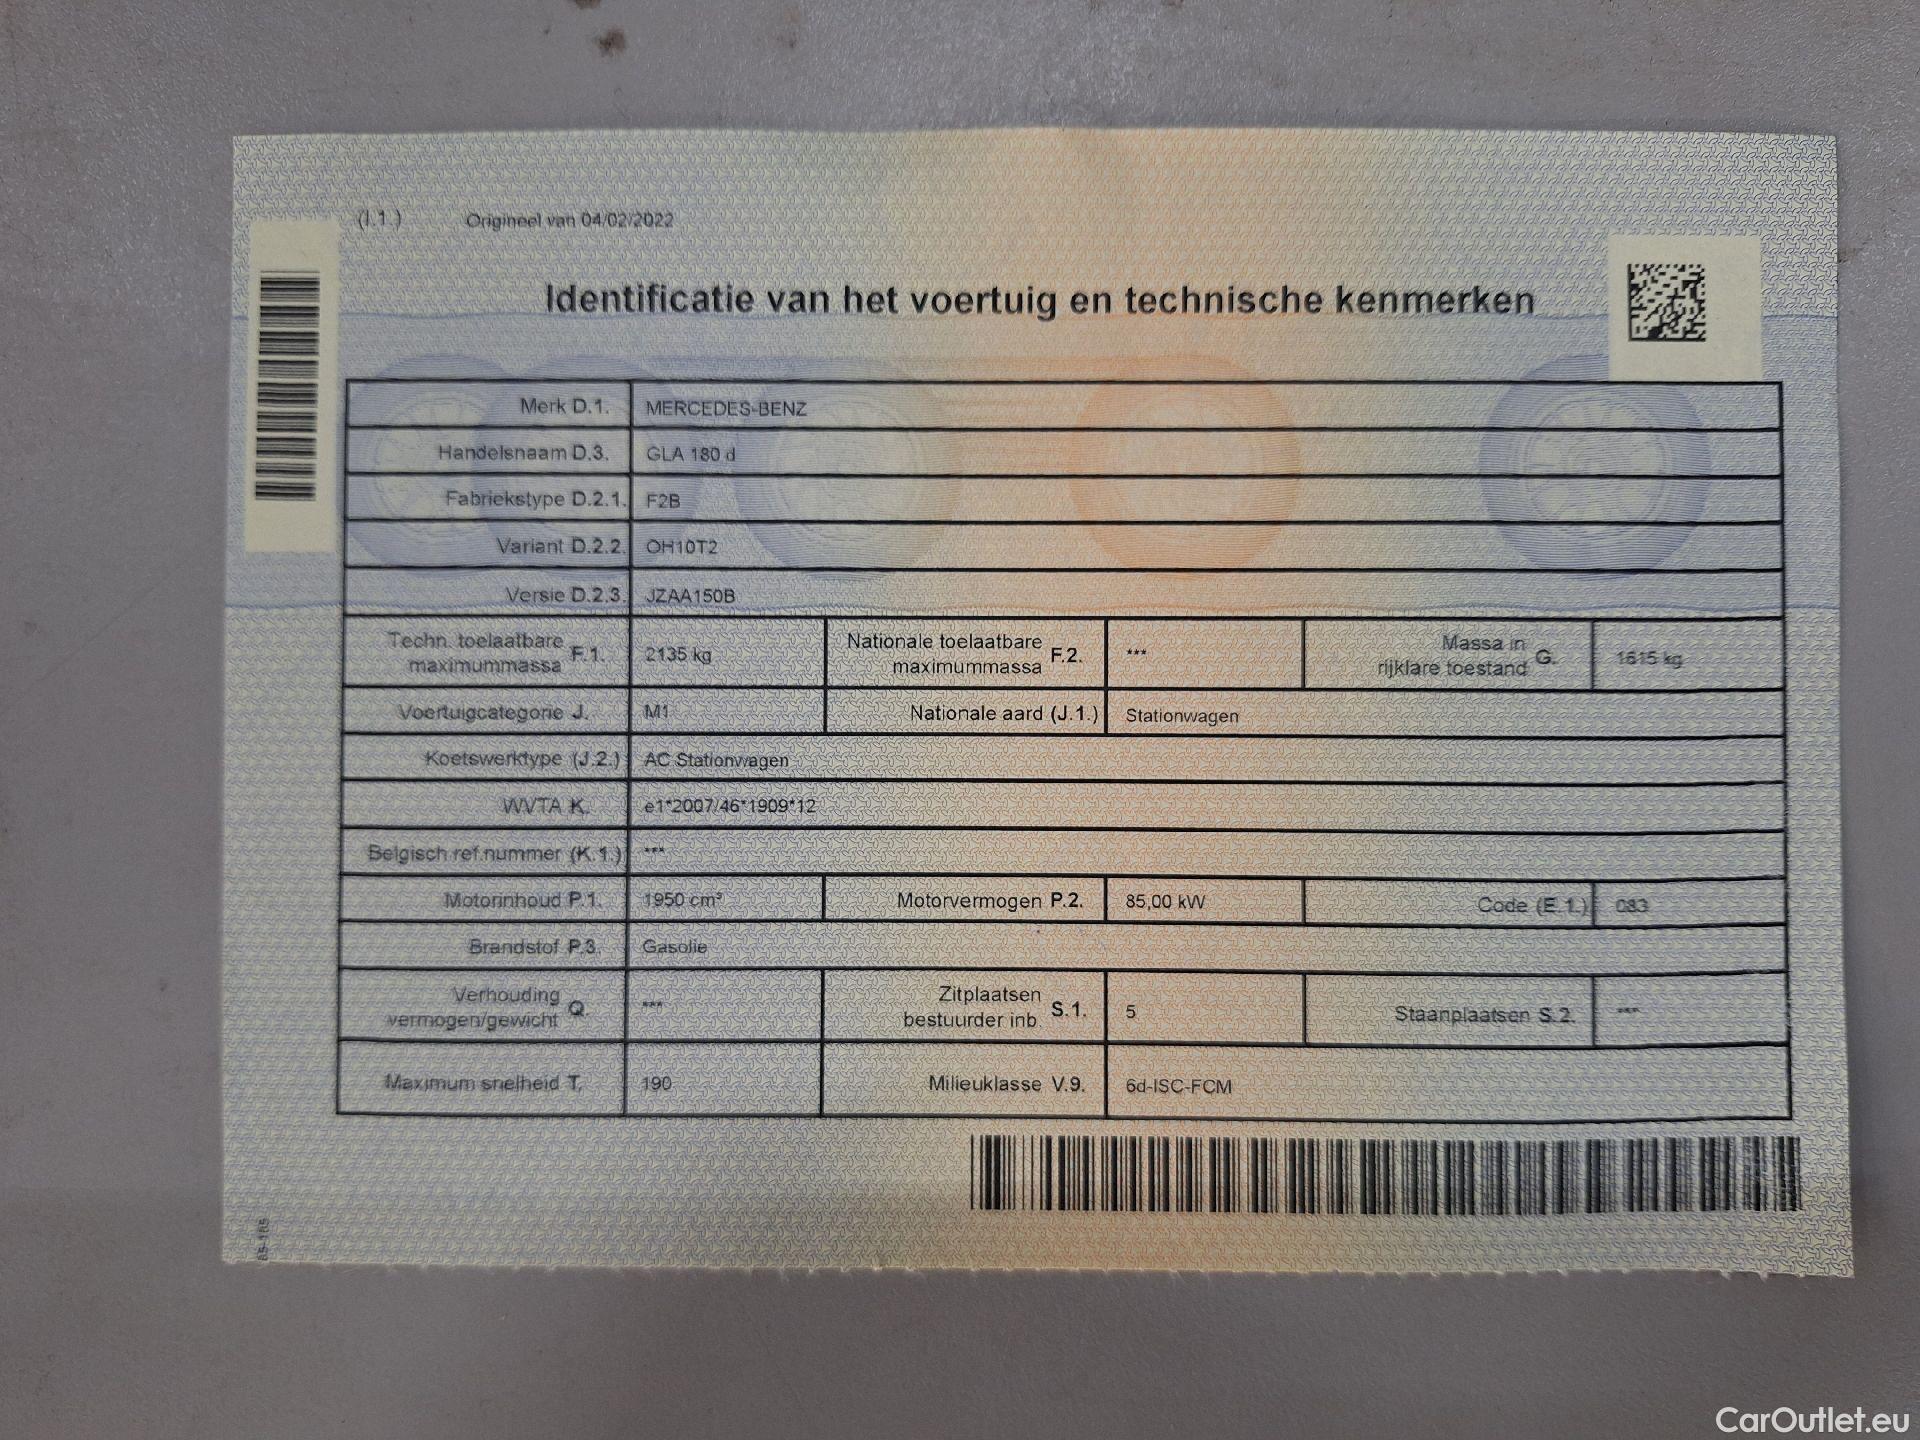 (I.1.) Origineel van 04/02/2022
Identificatie van het voertuig en technische kenmerken
Merk D.1. MERCEDES-BENZ
Handelsnaam D.3. GLA 180 d
Fabriekstype D.2.1. F2B
Variant D.2.2. OH10T2
Versie D.2.3. JZAA150B
Techn. toelaatbare maximummassa F.1. 2135 kg Nationale toelaatbare maximummassa F.2. *** Massa in rijklare toestand G. 1615 kg
Voertuigcategorie J. M1 Nationale aard (J.1.) Stationwagen
Koetswerktype (J.2.) AC Stationwagen
WVTA K. e1*2007/46*1909*12
Belgisch ref.nummer (K.1.) ***
Motorinhoud P.1. 1950 cm³ Motorvermogen P.2. 85,00 kW Code (E.1.) 083
Brandstof P.3. Gasolie
Verhouding vermogen/gewicht Q. *** Zitplaatsen bestuurder inb. S.1. 5 Staanplaatsen S.2. ***
Maximum snelheid T. 190 Milieuklasse V.9. 6d-ISC-FCM
85-185
CarOutlet.eu